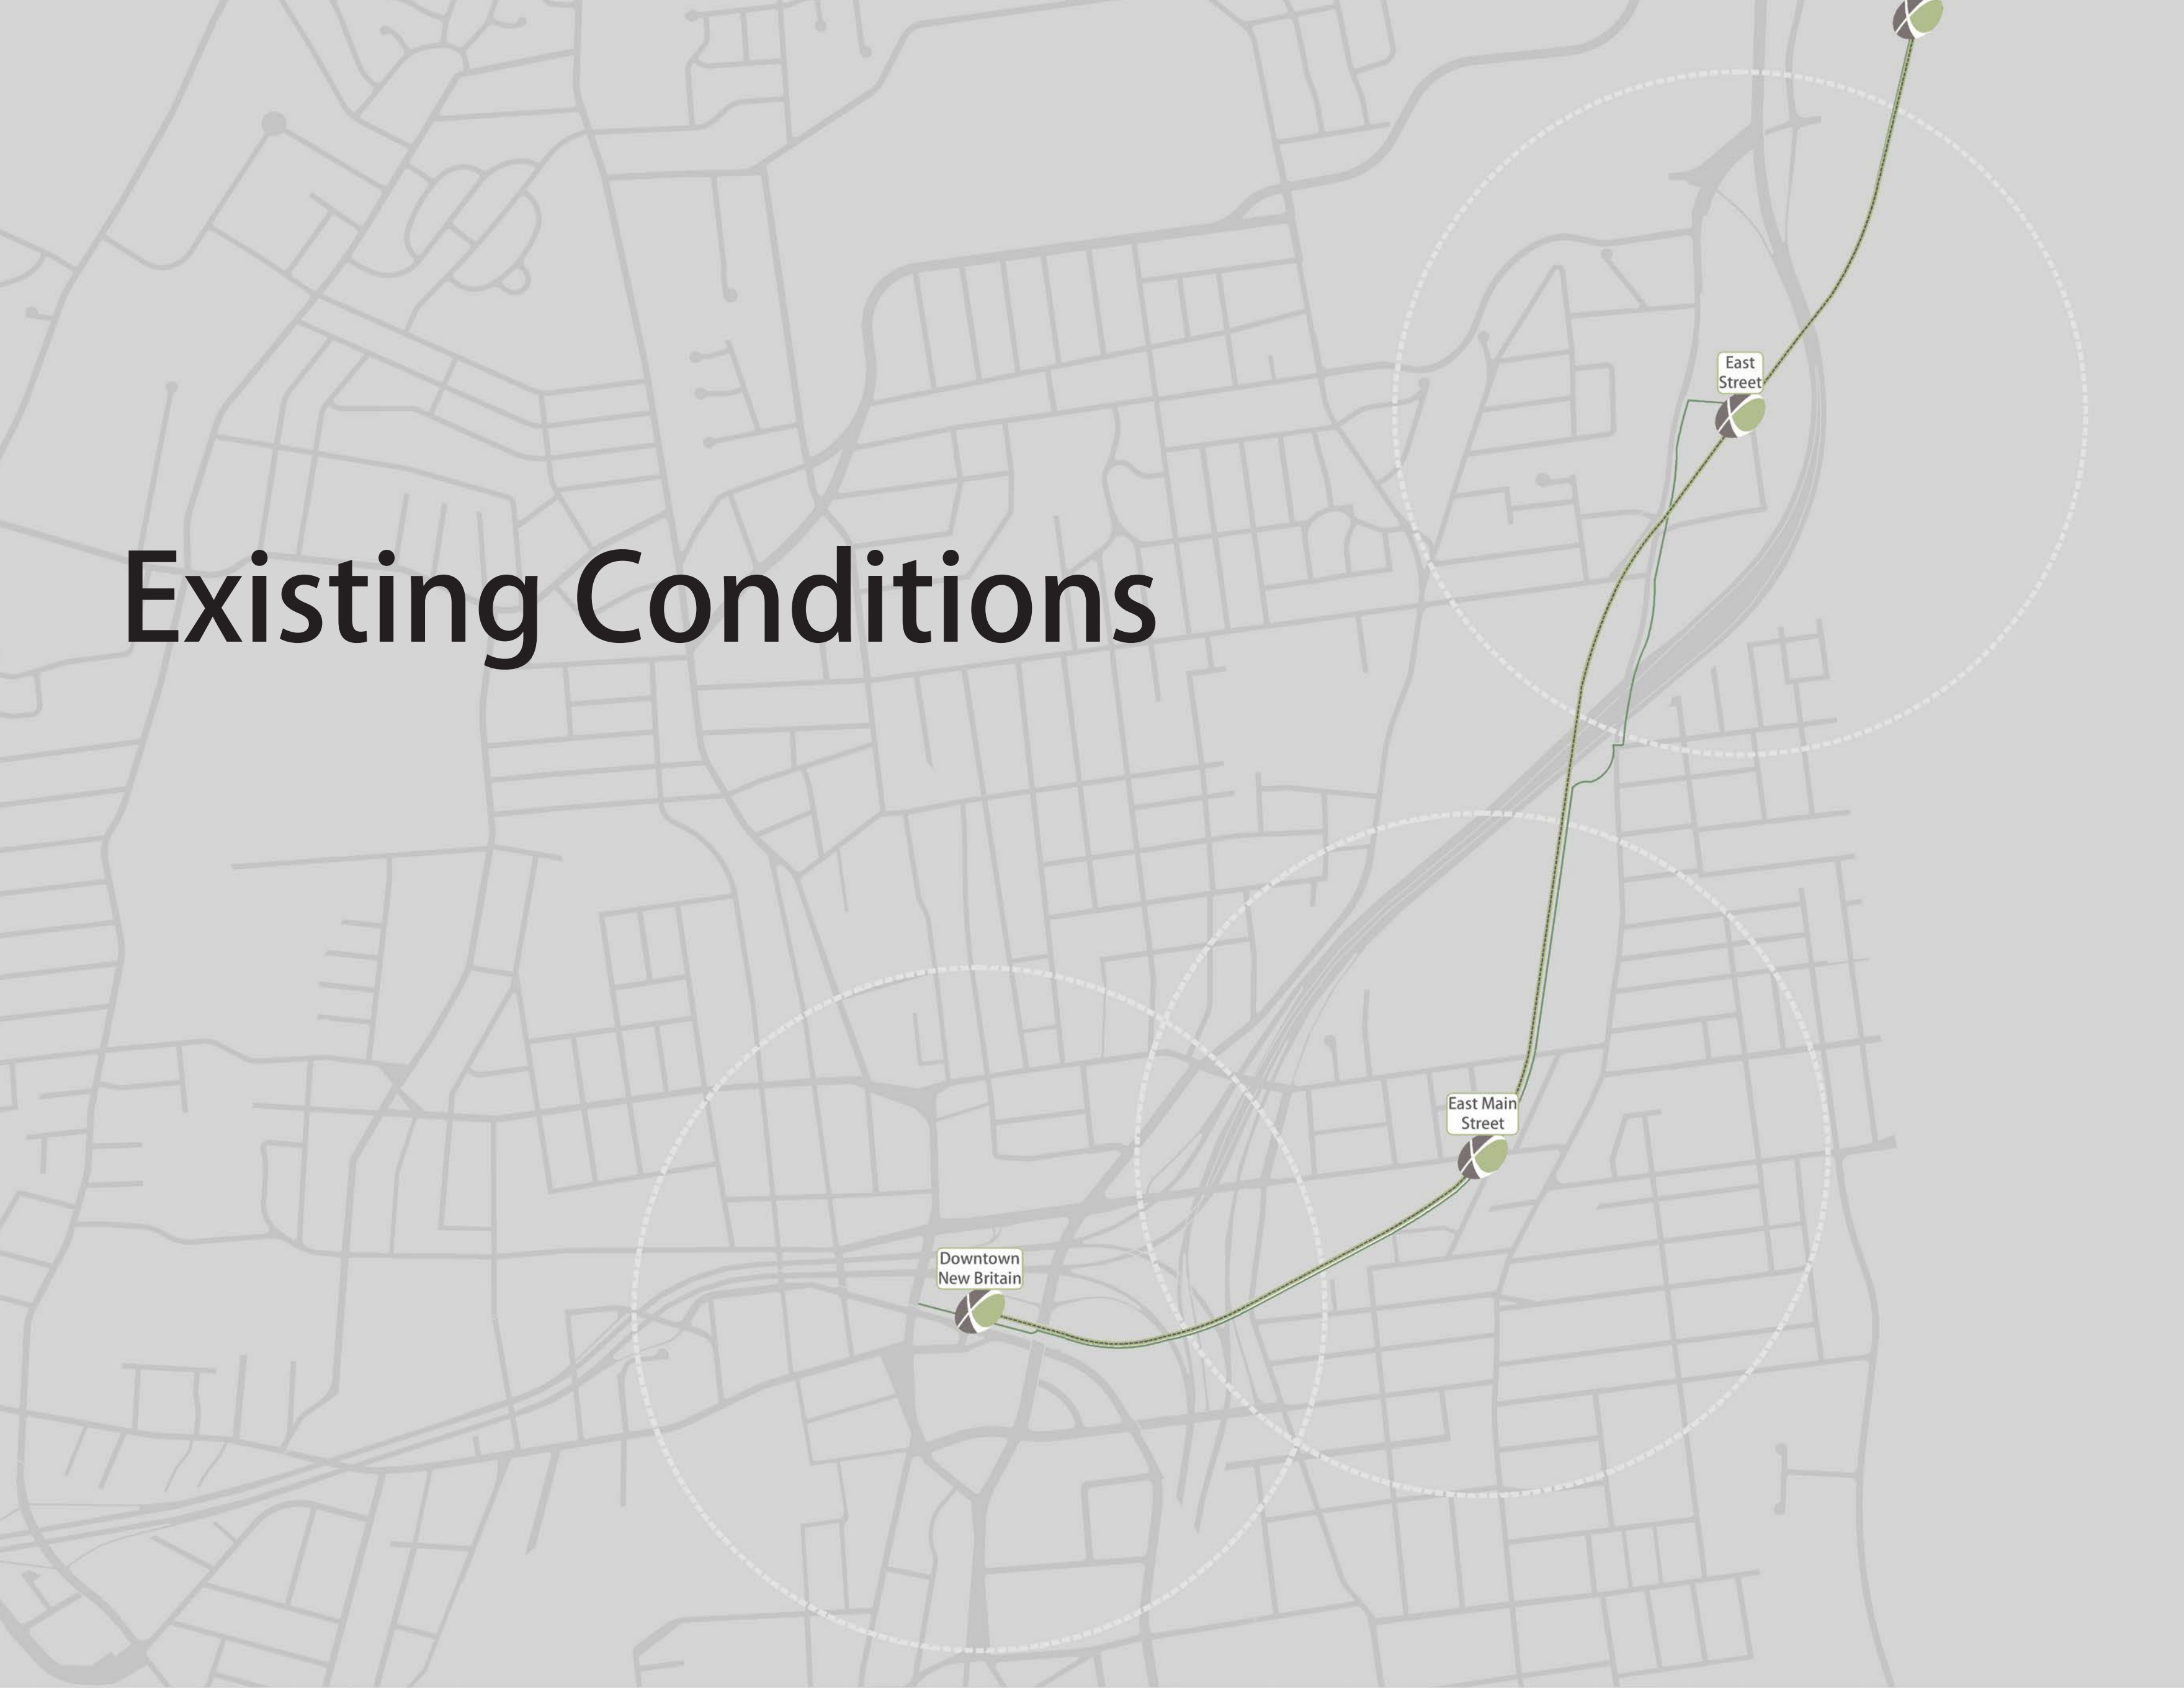 Existing Conditions
East
Street
East Main
Street
Downtown
New Britain